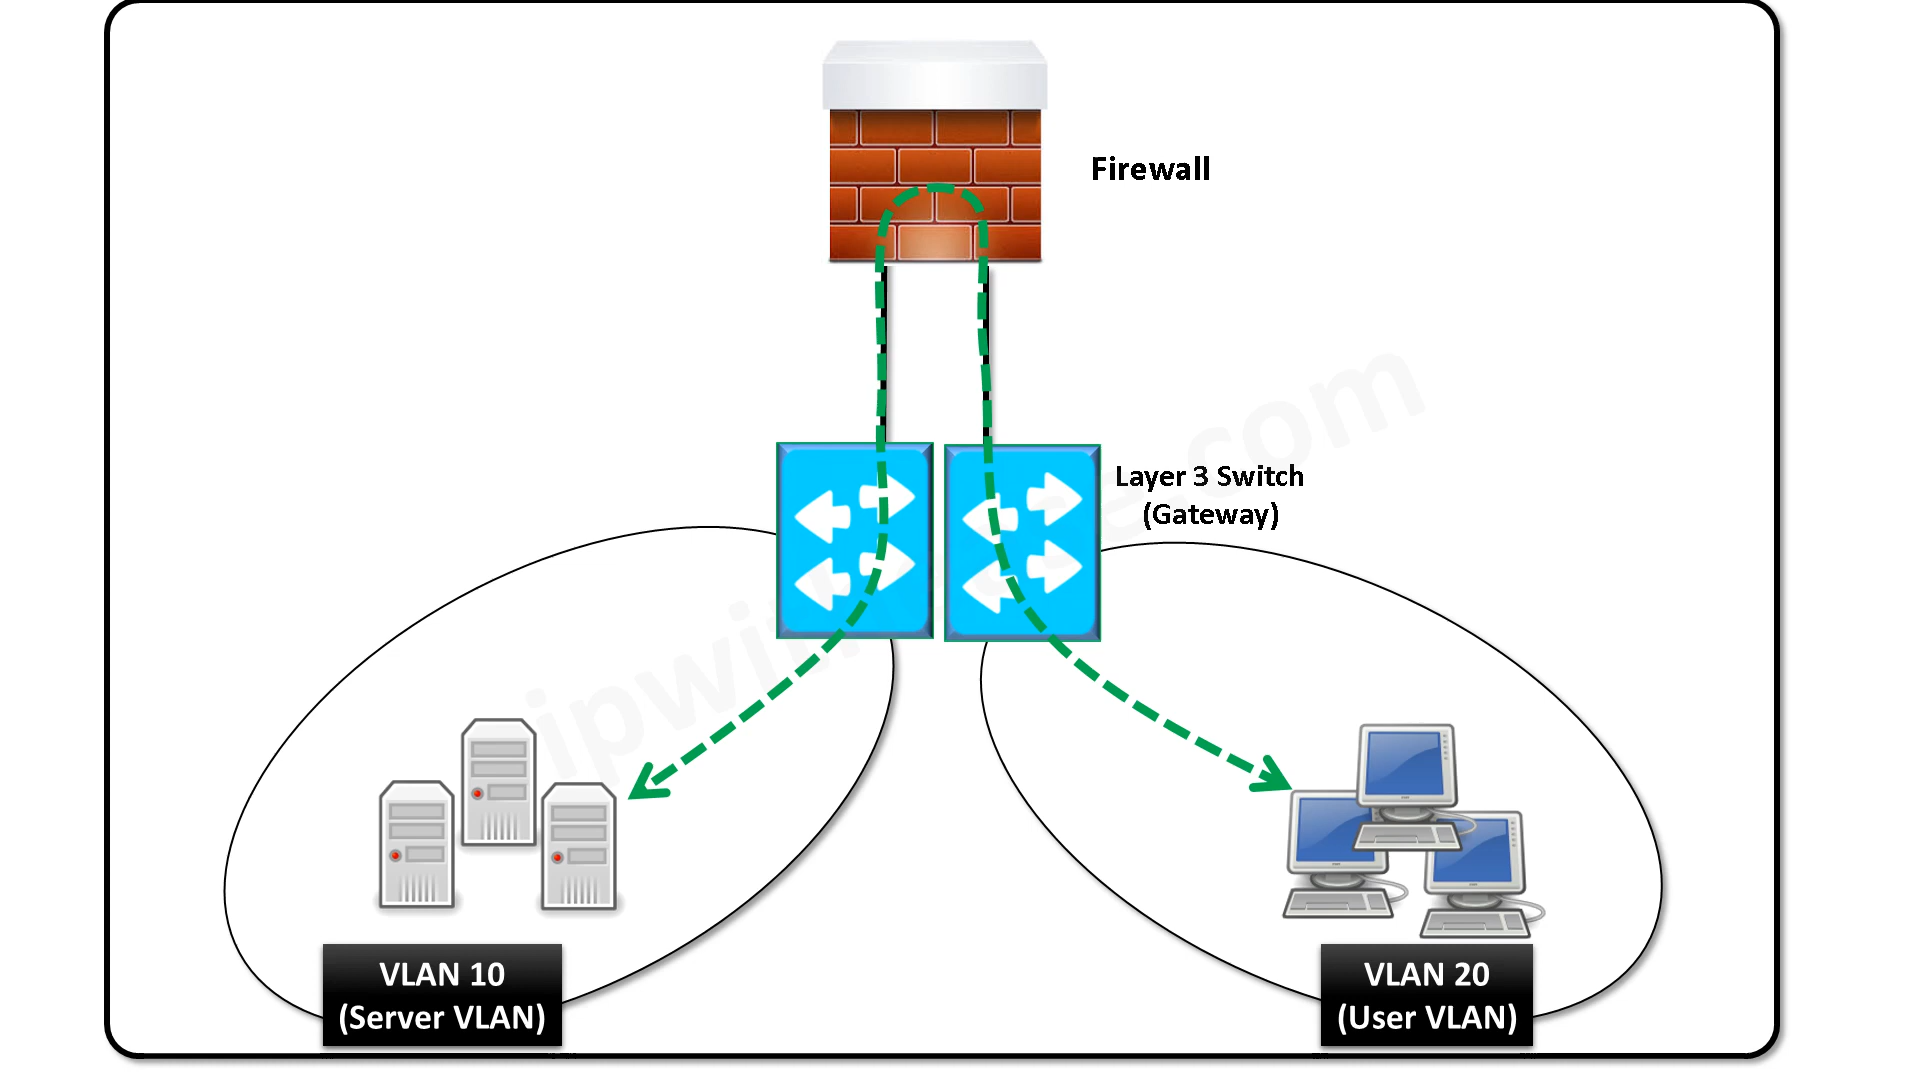 Firewall
Layer 3 Switch
(Gateway)
VLAN 10
(Server VLAN)
VLAN 20
(User VLAN)